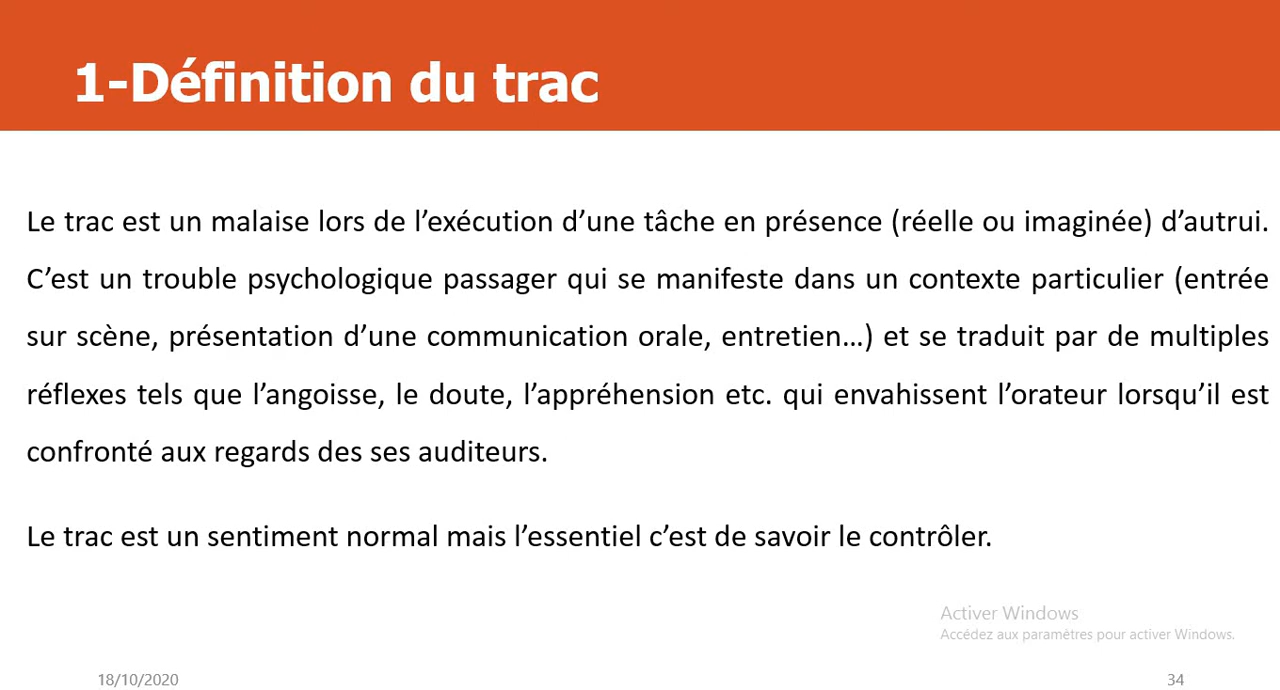 1-Définition du trac
Le trac est un malaise lors de l’exécution d’une tâche en présence (réelle ou imaginée) d’autrui.
C’est un trouble psychologique passager qui se manifeste dans un contexte particulier (entrée
sur scène, présentation d’une communication orale, entretien…) et se traduit par de multiples
réflexes tels que l’angoisse, le doute, l’appréhension etc. qui envahissent l’orateur lorsqu’il est
confronté aux regards des ses auditeurs.
Le trac est un sentiment normal mais l’essentiel c’est de savoir le contrôler.
Activer Windows
Accédez aux paramètres pour activer Windows.
18/10/2020
34